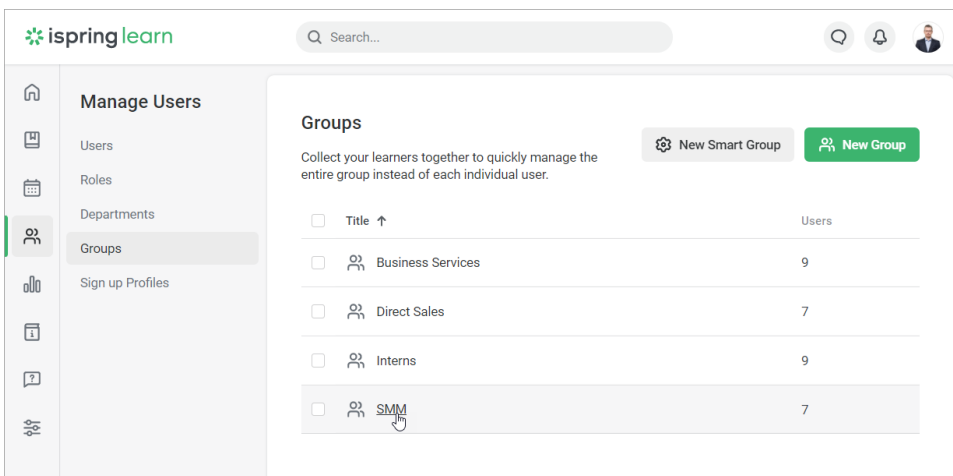 ispring learn
Search...
Manage Users
Users
Roles
Departments
Groups
Sign up Profiles
Groups
Collect your learners together to quickly manage the
entire group instead of each individual user.
New Smart Group
New Group
Title ↑ Users
Business Services 9
Direct Sales 7
Interns 9
SMM 7